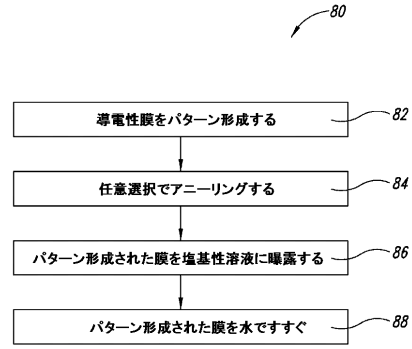 80
導電性膜をパターン形成する
82
任意選択でアニーリングする
84
パターン形成された膜を塩基性溶液に曝露する
86
パターン形成された膜を水ですすぐ
88